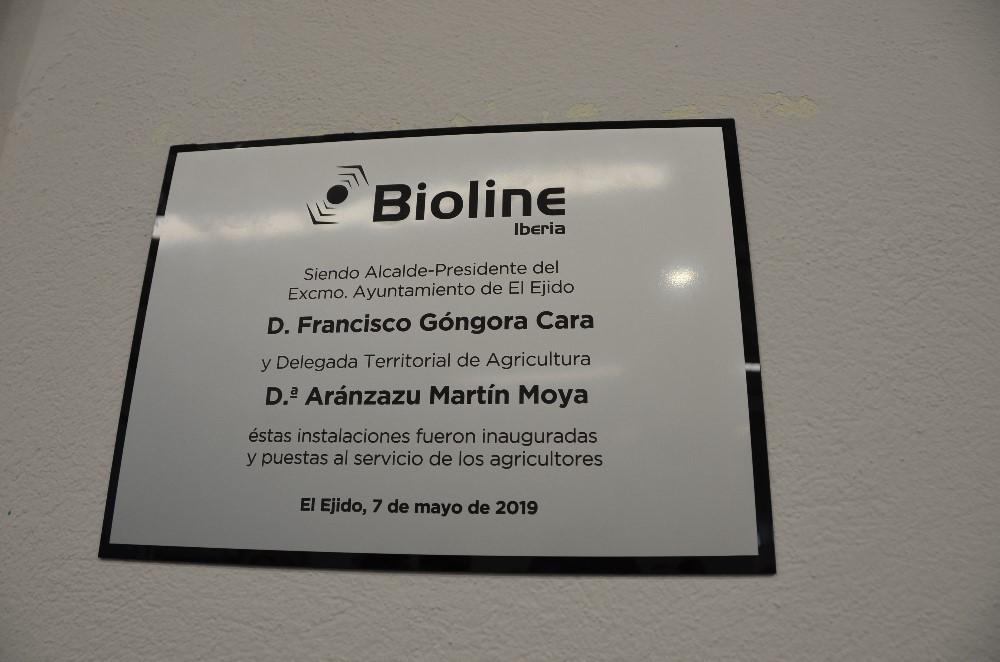 Bioline
Iberia
Siendo Alcalde-Presidente del
Excmo. Ayuntamiento de El Ejido
D. Francisco Góngora Cara
y Delegada Territorial de Agricultura
D.ª Aránzazu Martín Moya
éstas instalaciones fueron inauguradas
y puestas al servicio de los agricultores
El Ejido, 7 de mayo de 2019